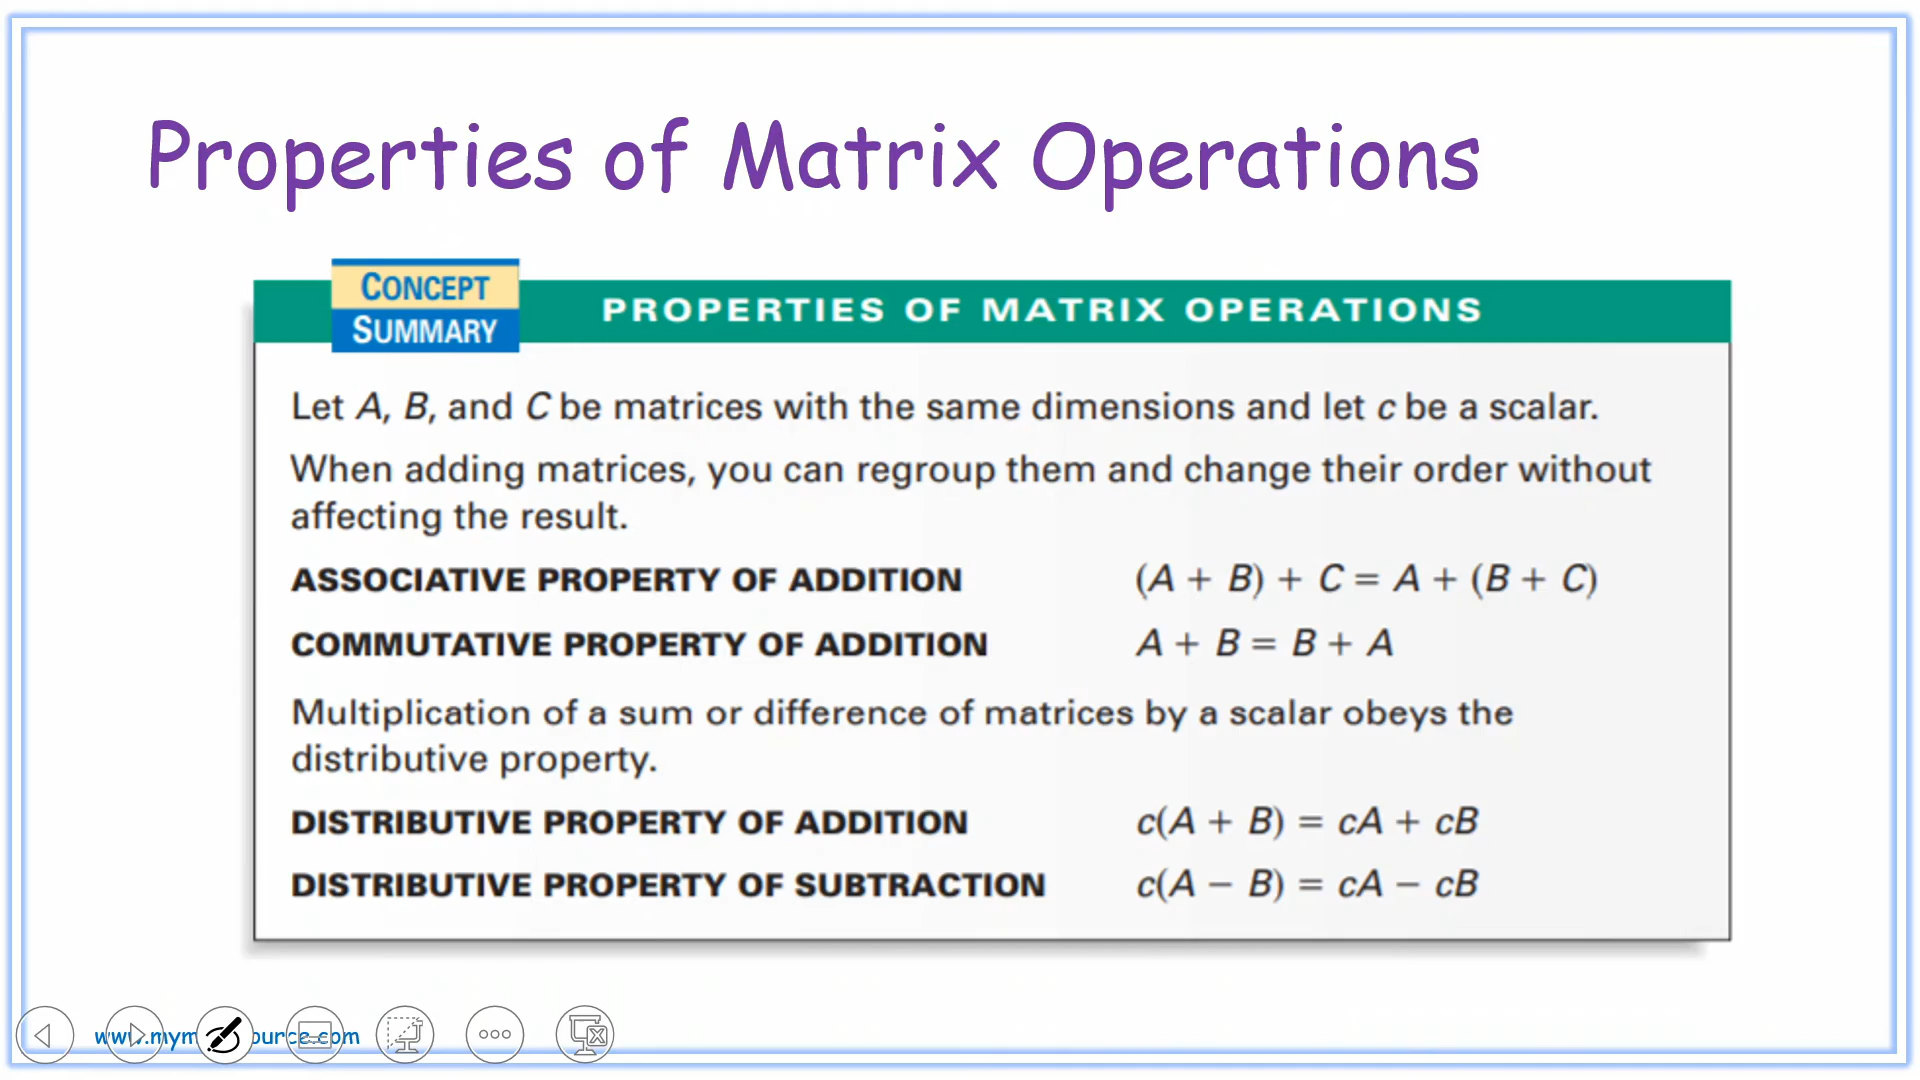 Properties of Matrix Operations
CONCEPT
SUMMARY
PROPERTIES OF MATRIX OPERATIONS
Let A, B, and C be matrices with the same dimensions and let c be a scalar.
When adding matrices, you can regroup them and change their order without
affecting the result.
ASSOCIATIVE PROPERTY OF ADDITION (A + B) + C = A + (B + C)
COMMUTATIVE PROPERTY OF ADDITION A + B = B + A
Multiplication of a sum or difference of matrices by a scalar obeys the
distributive property.
DISTRIBUTIVE PROPERTY OF ADDITION c(A + B) = cA + cB
DISTRIBUTIVE PROPERTY OF SUBTRACTION c(A − B) = cA − cB